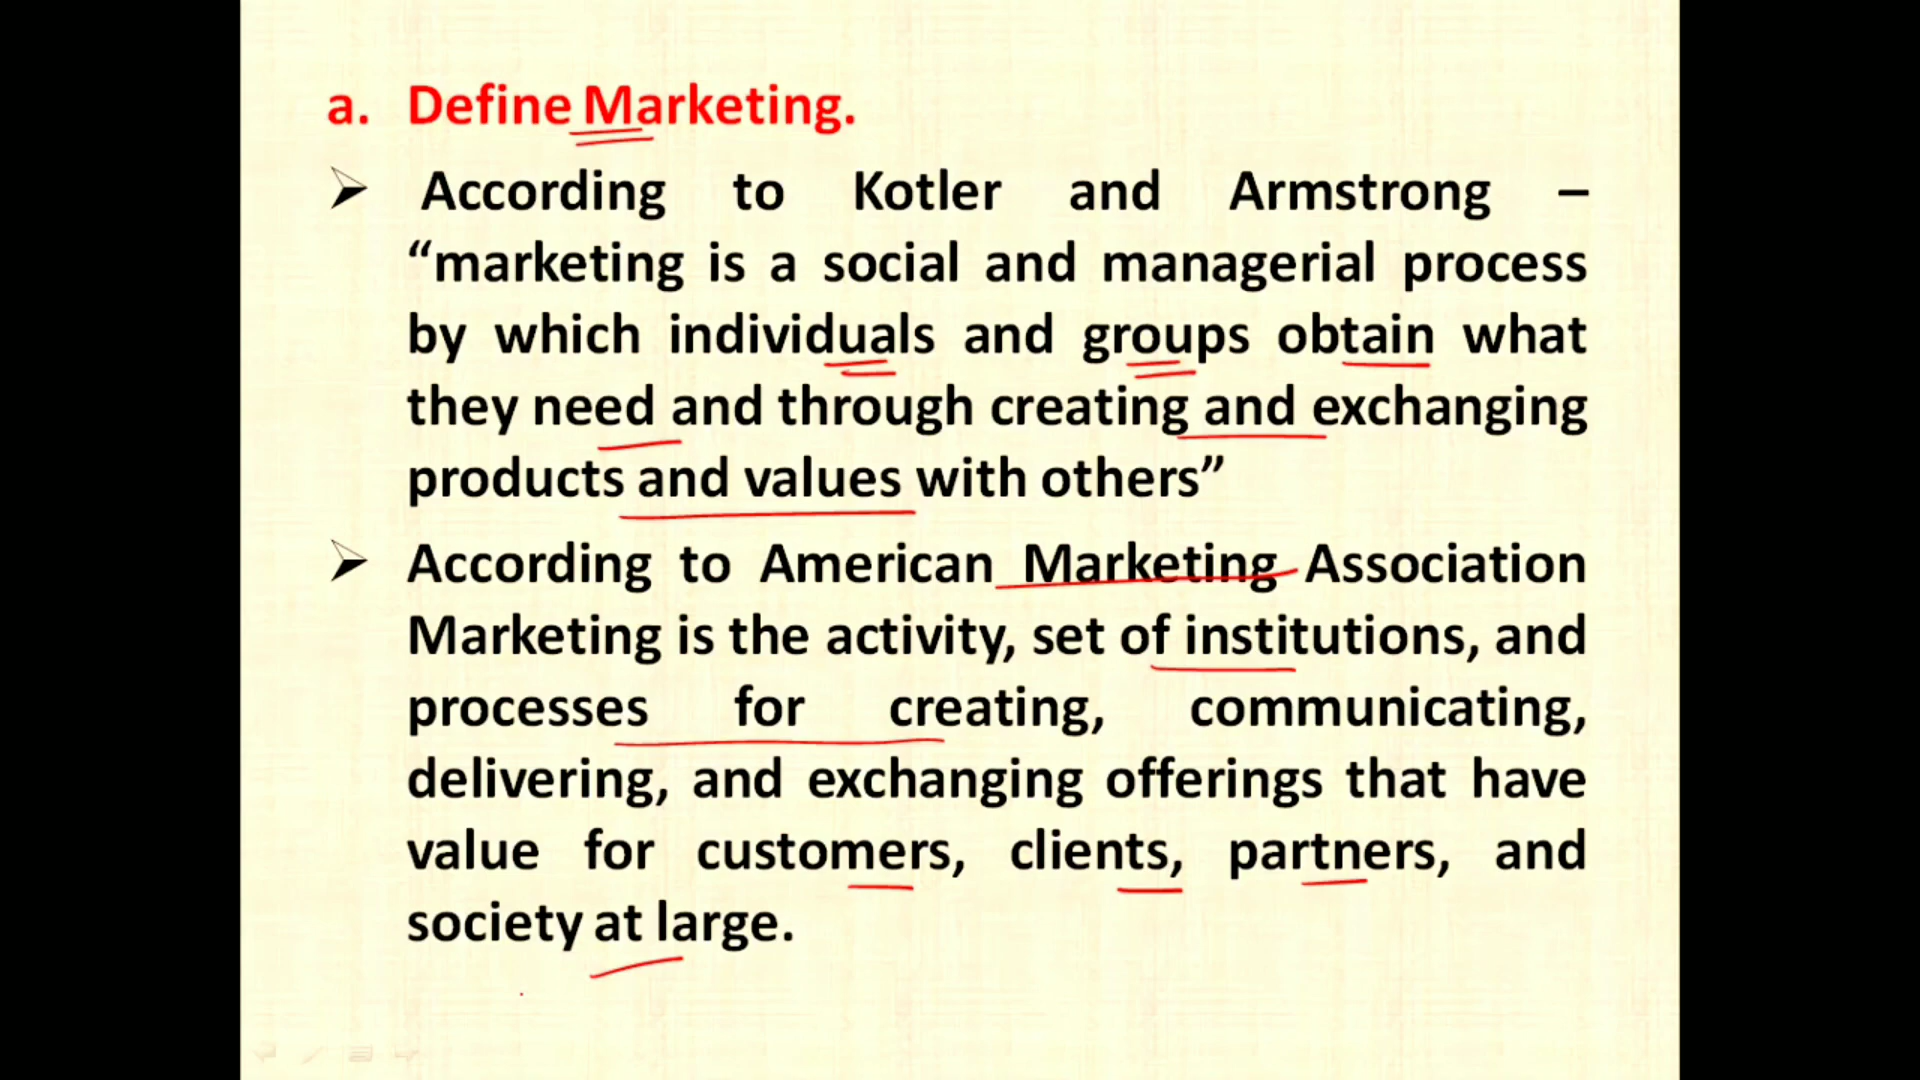 a. Define Marketing.
➢ According to Kotler and Armstrong –
“marketing is a social and managerial process
by which individuals and groups obtain what
they need and through creating and exchanging
products and values with others”
➢ According to American Marketing Association
Marketing is the activity, set of institutions, and
processes for creating, communicating,
delivering, and exchanging offerings that have
value for customers, clients, partners, and
society at large.